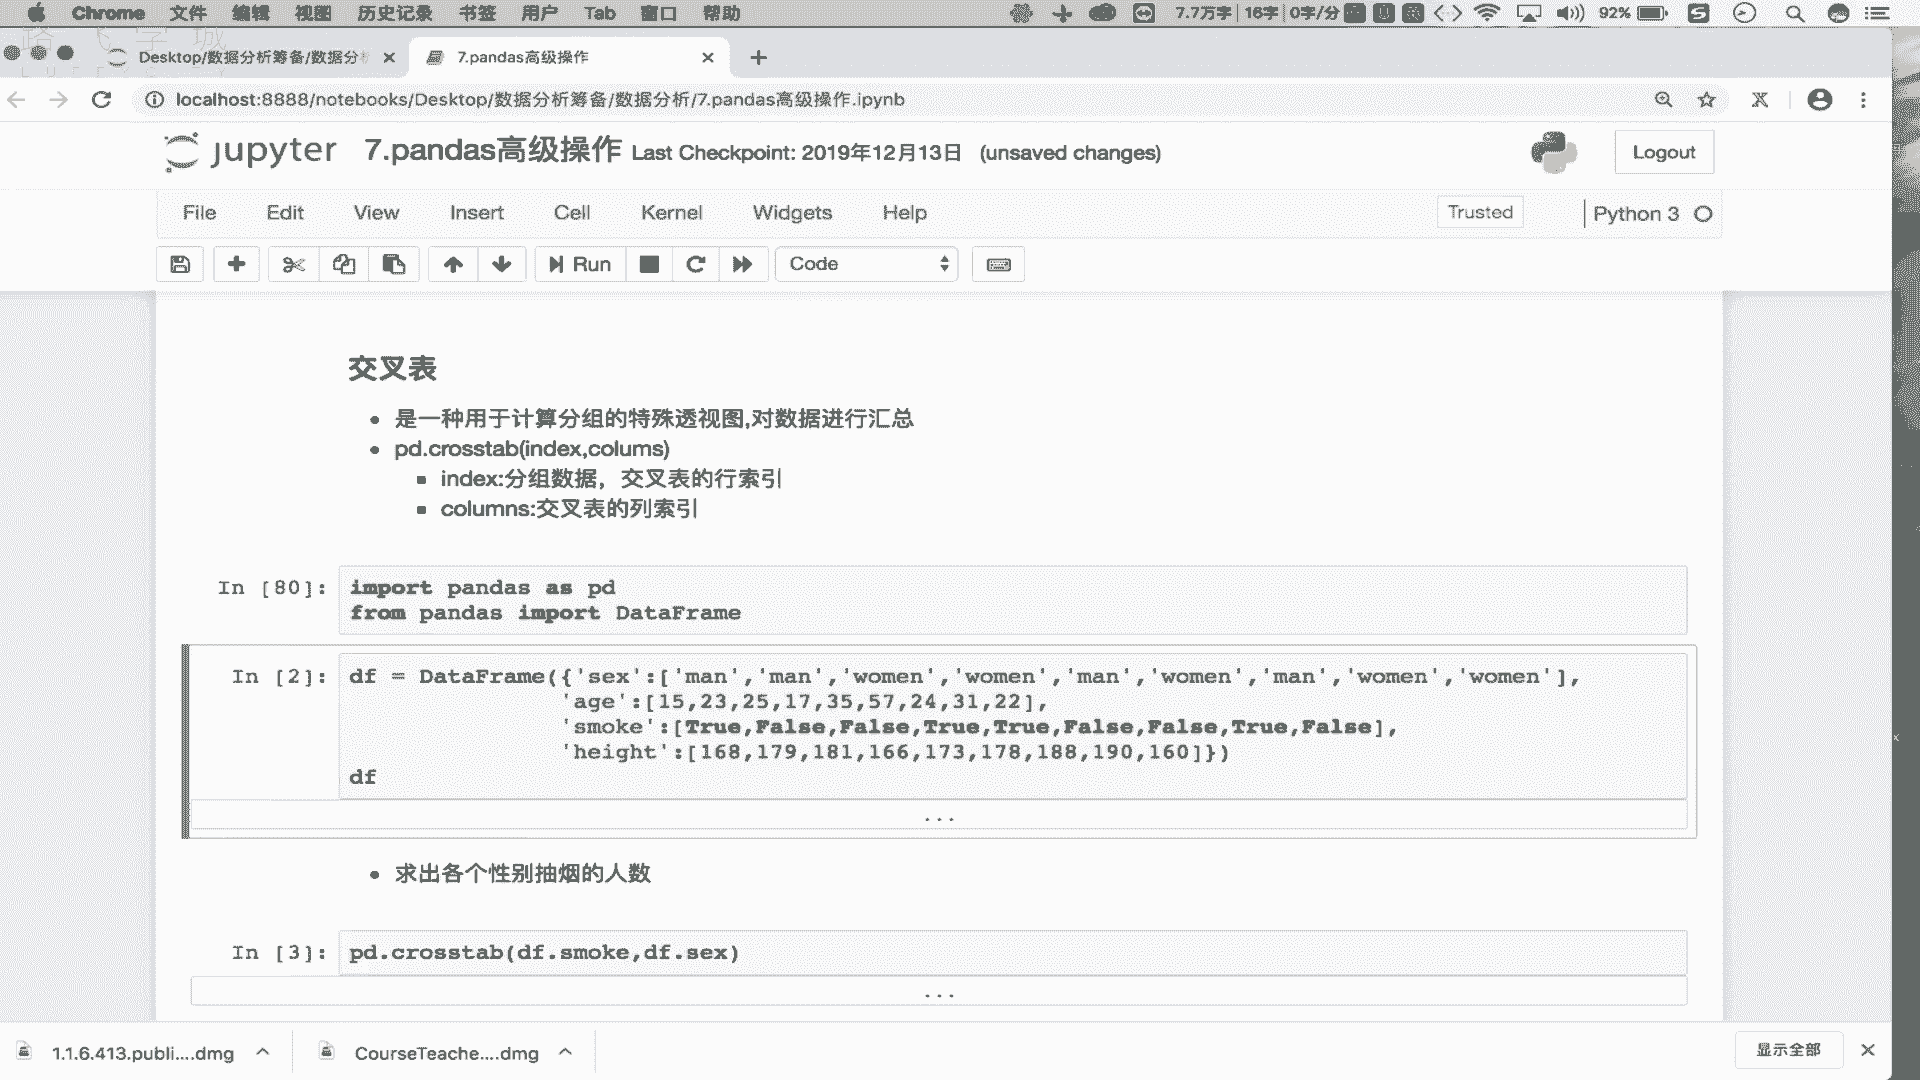 Chrome 文件 编辑 视图 历史记录 书签 用户 Tab 窗口 帮助 7.7万字 16字 0字/分 92%
Desktop/数据分析筹备/数据分析
7.pandas高级操作
localhost:8888/notebooks/Desktop/数据分析筹备/数据分析/7.pandas高级操作.ipynb
jupyter 7.pandas高级操作 Last Checkpoint: 2019年12月13日 (unsaved changes)
Logout
File Edit View Insert Cell Kernel Widgets Help
Trusted
Python 3
Run
Code
交叉表
是一种用于计算分组的特殊透视图,对数据进行汇总
pd.crosstab(index,colums)
index:分组数据，交叉表的行索引
columns:交叉表的列索引
In [80]: import pandas as pd
from pandas import DataFrame
In [2]: df = DataFrame({'sex':['man','man','women','women','man','women','man','women','women'],
'age':[15,23,25,17,35,57,24,31,22],
'smoke':[True,False,False,True,True,False,False,True,False],
'height':[168,179,181,166,173,178,188,190,160]})
df
...
求出各个性别抽烟的人数
In [3]: pd.crosstab(df.smoke,df.sex)
...
1.1.6.413.publi....dmg
CourseTeache....dmg
显示全部